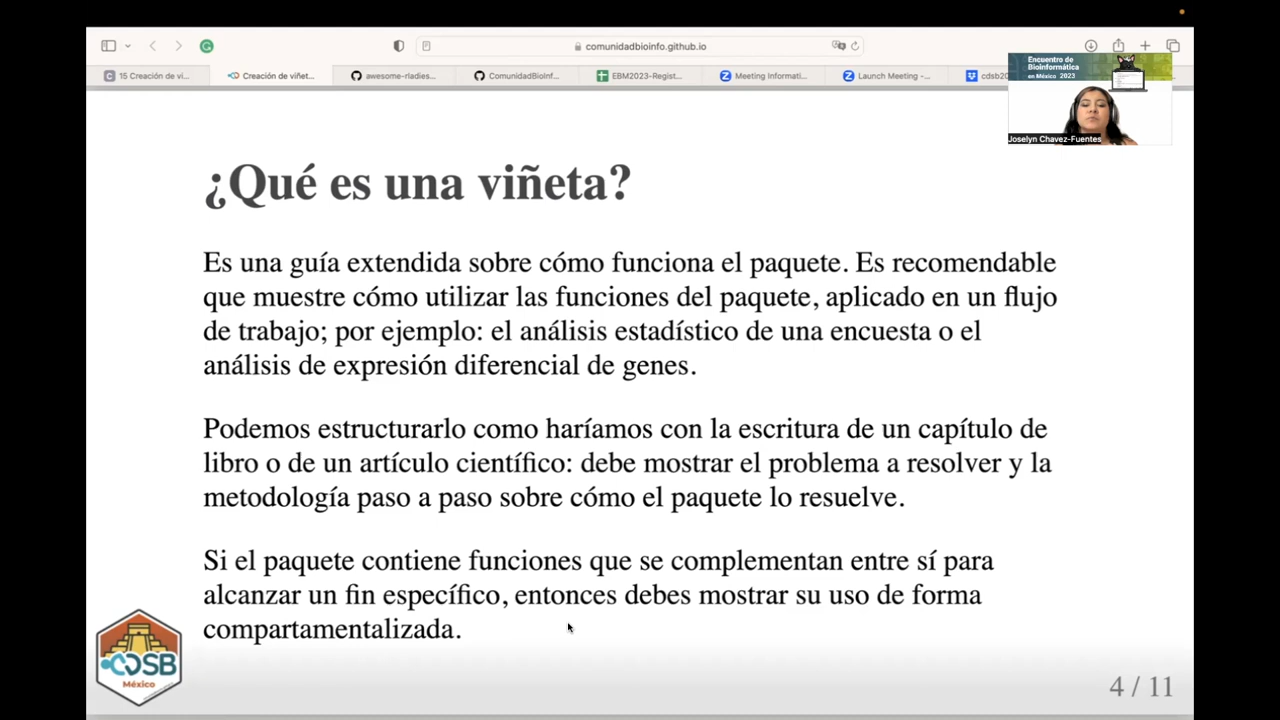 comunidadbioinfo.github.io
15 Creación de vi...
Creación de viñet...
awesome-rladies...
ComunidadBioInf...
EBM2023-Regist...
Meeting Informati...
Launch Meeting -...
cdsb20
Encuentro de
Bioinformática
en México 2023
Joselyn Chavez-Fuentes
¿Qué es una viñeta?
Es una guía extendida sobre cómo funciona el paquete. Es recomendable
que muestre cómo utilizar las funciones del paquete, aplicado en un flujo
de trabajo; por ejemplo: el análisis estadístico de una encuesta o el
análisis de expresión diferencial de genes.
Podemos estructurarlo como haríamos con la escritura de un capítulo de
libro o de un artículo científico: debe mostrar el problema a resolver y la
metodología paso a paso sobre cómo el paquete lo resuelve.
Si el paquete contiene funciones que se complementan entre sí para
alcanzar un fin específico, entonces debes mostrar su uso de forma
compartamentalizada.
CDSB
México
4 / 11